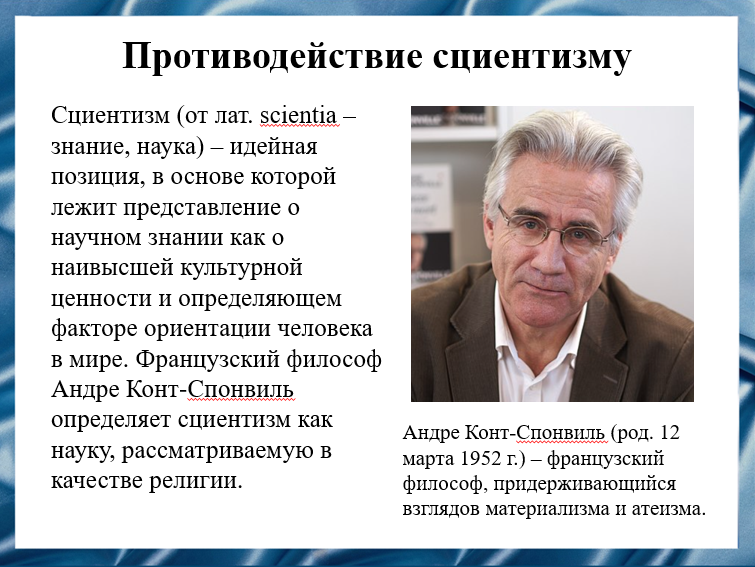 Противодействие сциентизму
Сциентизм (от лат. scientia –
знание, наука) – идейная
позиция, в основе которой
лежит представление о
научном знании как о
наивысшей культурной
ценности и определяющем
факторе ориентации человека
в мире. Французский философ
Андре Конт-Спонвиль
определяет сциентизм как
науку, рассматриваемую в
качестве религии.
Андре Конт-Спонвиль (род. 12
марта 1952 г.) – французский
философ, придерживающийся
взглядов материализма и атеизма.